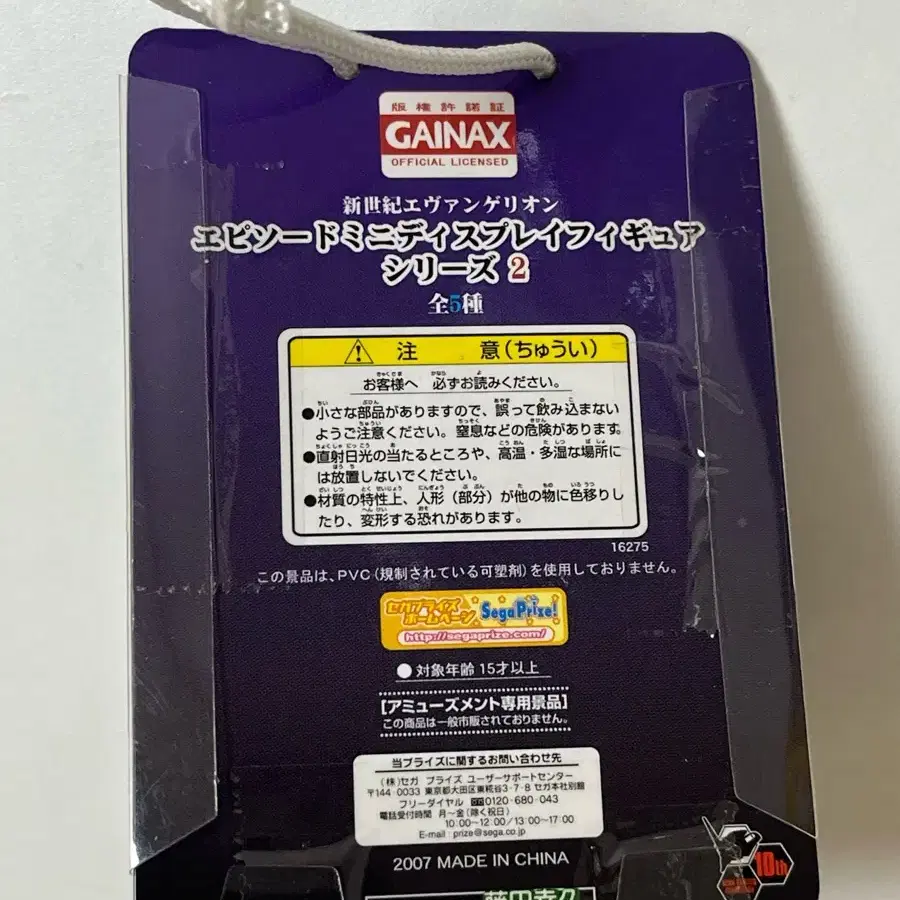 版権許諾証
GAINAX
OFFICIAL LICENSED
新世紀エヴァンゲリオン
エピソードミニディスプレイフィギュア
シリーズ 2
全5種
注 意(ちゅうい)
お客様へ 必ずお読みください。
●小さな部品がありますので、誤って飲み込まない
ようご注意ください。窒息などの危険があります。
●直射日光の当たるところや、高温・多湿な場所に
は放置しないでください。
●材質の特性上、人形(部分)が他の物に色移りし
たり、変形する恐れがあります。
16275
この景品は、PVC(規制されている可塑剤)を使用しておりません。
セガプライズ
ホームページ SegaPrize!
http://segaprize.com/
●対象年齢 15才以上
[アミューズメント専用景品]
この商品は一般市販されておりません。
当プライズに関するお問い合わせ先
(株)セガ プライズ ユーザーサポートセンター
〒144-0033 東京都大田区東糀谷3-7-8 セガ本社別館
フリーダイヤル 0120-680-043
電話受付時間 月~金(除く祝日)
10:00~12:00/13:00~17:00
E-mail : prize@sega.co.jp
2007 MADE IN CHINA
10th